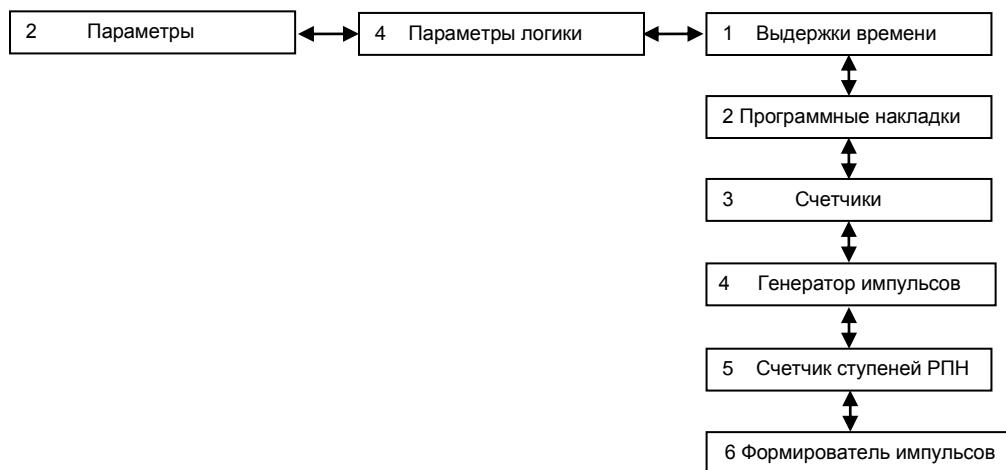 2 Параметры
4 Параметры логики
1 Выдержки времени
2 Программные накладки
3 Счетчики
4 Генератор импульсов
5 Счетчик ступеней РПН
6 Формирователь импульсов